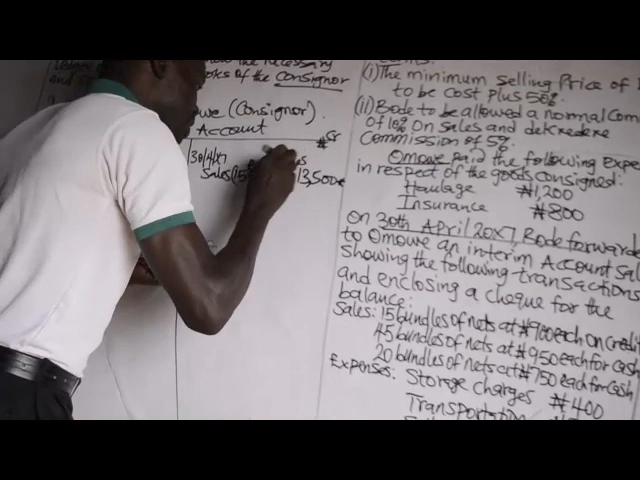 now the necessary
books of the Consignor
(Consignor).
Account
Cr
₦
30/4/X7
Sales (15
13,500
(i) The minimum selling Price of
to be cost plus 50%.
(ii) Bode to be allowed a normal Com
of 10% on sales and delcredere
Commission of 5%.
Omowe paid the following Expe
in respect of the goods consigned:
Haulage ₦1,200
Insurance ₦800
On 30th April 20X7, Bode forwarde
to Omowe an interim Account Sal
showing the following transactions
and enclosing a cheque for the
balance:
Sales: 15 bundles of nets at ₦900 each on credit
45 bundles of nets at ₦950 each for cash
20 bundles of nets at ₦750 each for cash
Expenses: Storage charges ₦400
Transportation